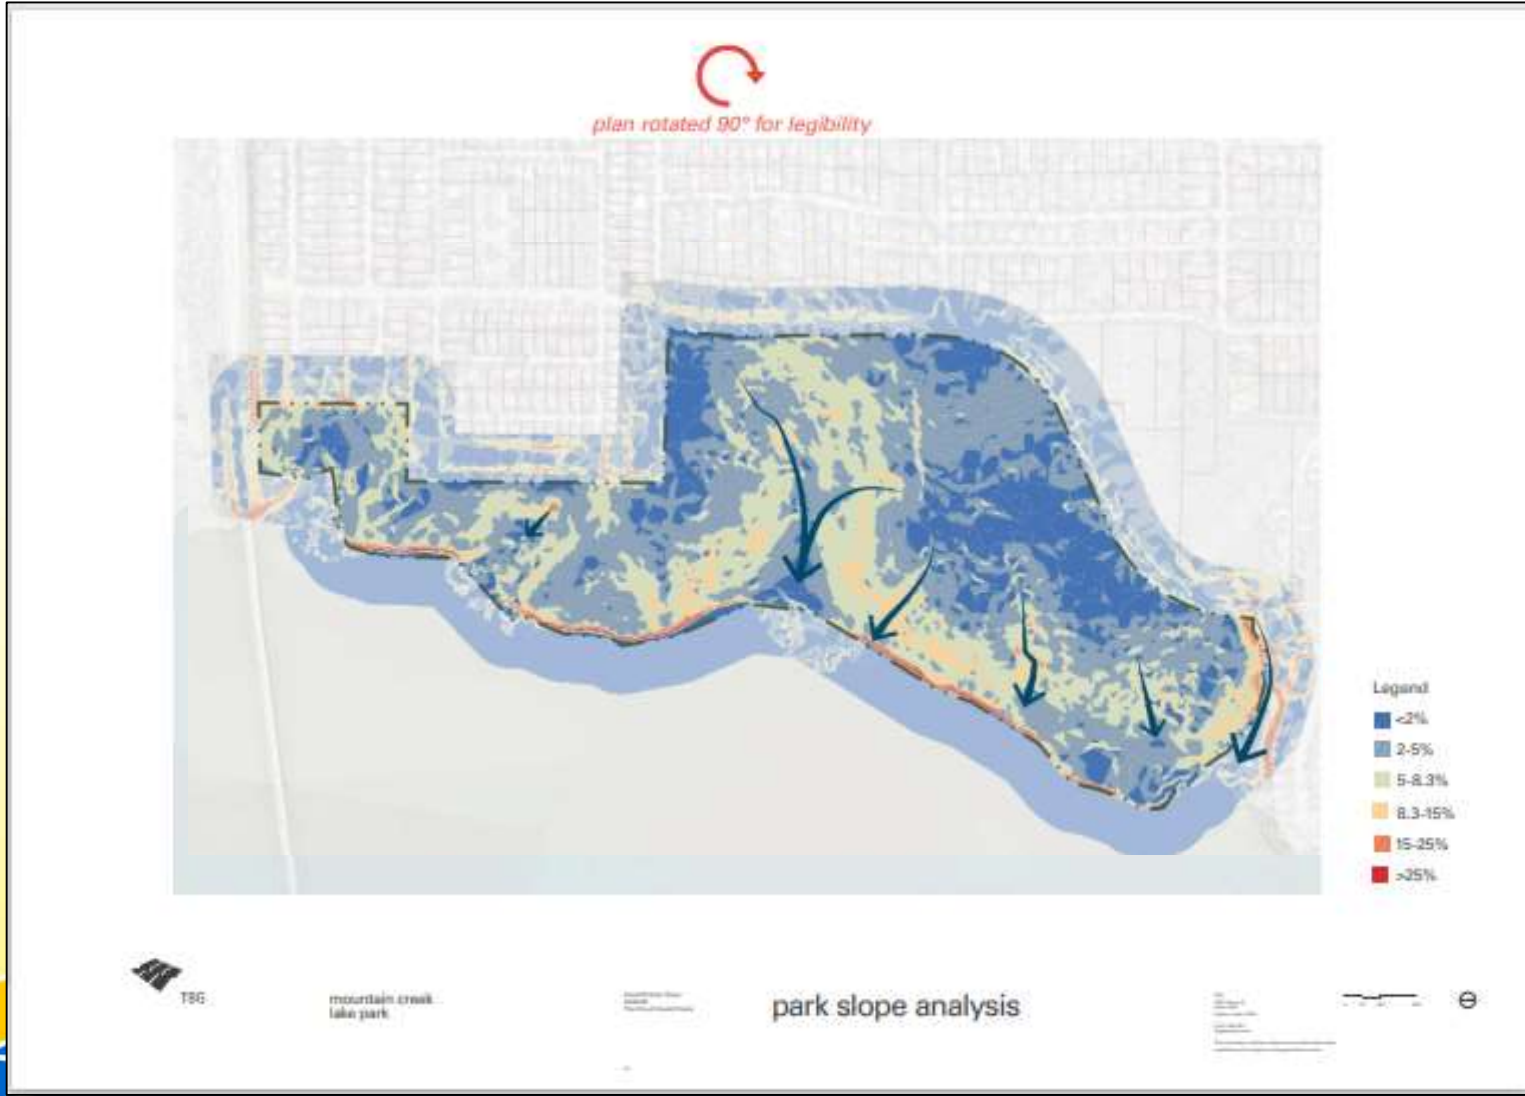 plan rotated 90° for legibility
Legend
<2%
2-5%
5-8.3%
8.3-15%
15-25%
>25%
TBG
mountain creek
lake park
park slope analysis